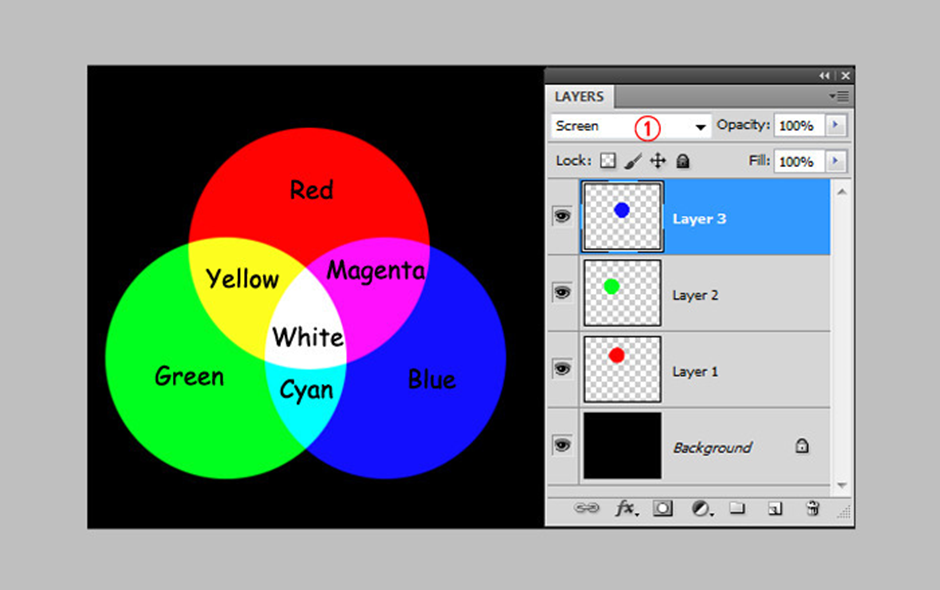 Red
Yellow
Magenta
White
Green
Cyan
Blue
LAYERS
Screen ① Opacity: 100%
Lock: Fill: 100%
Layer 3
Layer 2
Layer 1
Background
fx